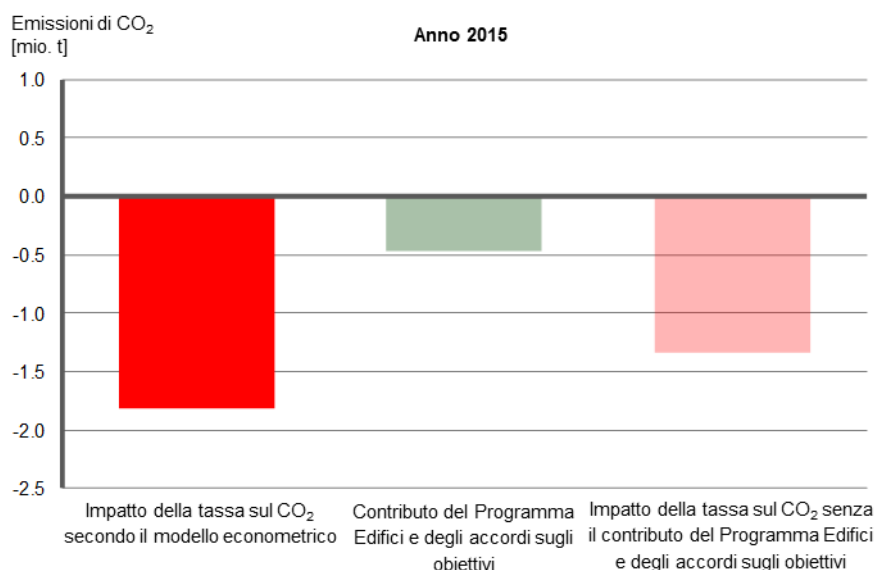 Emissioni di CO₂
[mio. t]
Anno 2015
1.0
0.5
0.0
-0.5
-1.0
-1.5
-2.0
-2.5
Impatto della tassa sul CO₂
secondo il modello econometrico
Contributo del Programma
Edifici e degli accordi sugli
obiettivi
Impatto della tassa sul CO₂ senza
il contributo del Programma Edifici
e degli accordi sugli obiettivi